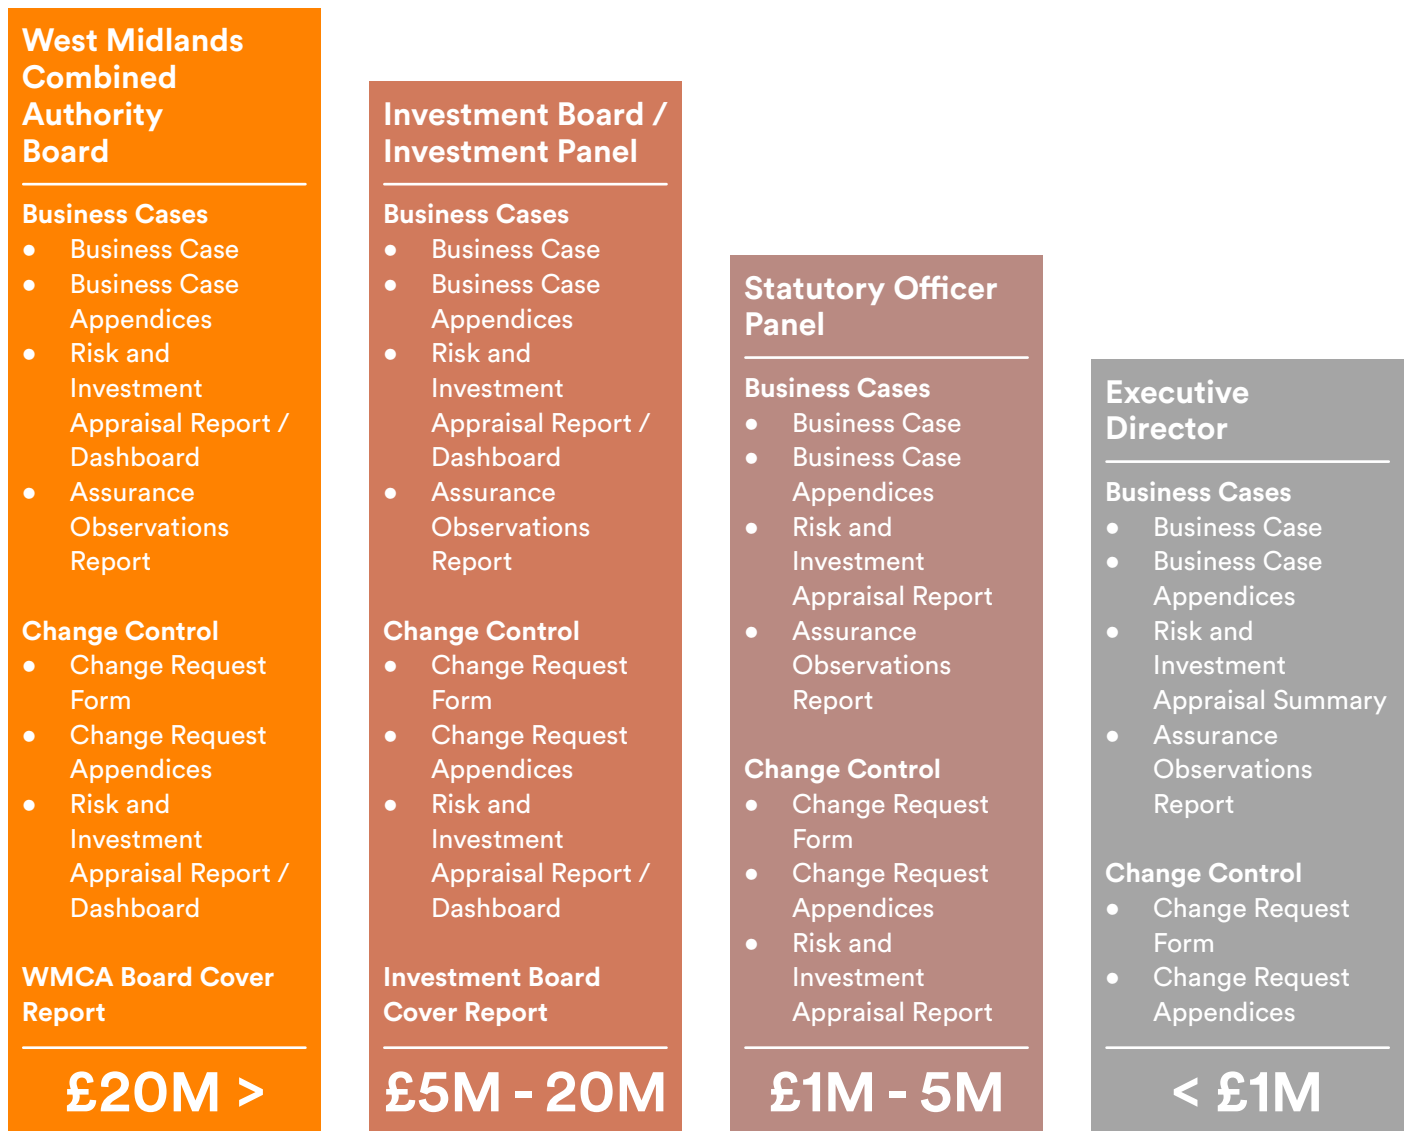 West Midlands
Combined
Authority
Board
Business Cases
● Business Case
● Business Case
Appendices
● Risk and
Investment
Appraisal Report /
Dashboard
● Assurance
Observations
Report
Change Control
● Change Request
Form
● Change Request
Appendices
● Risk and
Investment
Appraisal Report /
Dashboard
WMCA Board Cover
Report
£20M >
Investment Board /
Investment Panel
Business Cases
● Business Case
● Business Case
Appendices
● Risk and
Investment
Appraisal Report /
Dashboard
● Assurance
Observations
Report
Change Control
● Change Request
Form
● Change Request
Appendices
● Risk and
Investment
Appraisal Report /
Dashboard
Investment Board
Cover Report
£5M - 20M
Statutory Officer
Panel
Business Cases
● Business Case
● Business Case
Appendices
● Risk and
Investment
Appraisal Report
● Assurance
Observations
Report
Change Control
● Change Request
Form
● Change Request
Appendices
● Risk and
Investment
Appraisal Report
£1M - 5M
Executive
Director
Business Cases
● Business Case
● Business Case
Appendices
● Risk and
Investment
Appraisal Summary
● Assurance
Observations
Report
Change Control
● Change Request
Form
● Change Request
Appendices
< £1M